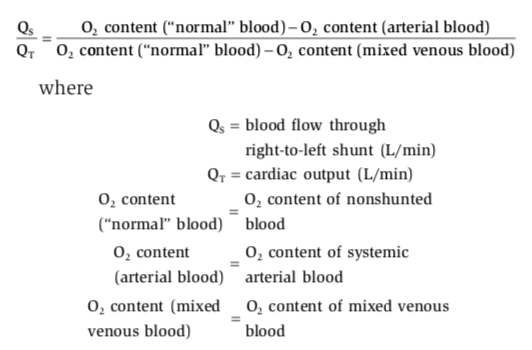 Qs/QT = O₂ content (“normal” blood) – O₂ content (arterial blood) / O₂ content (“normal” blood) – O₂ content (mixed venous blood)
where
Qs = blood flow through
right-to-left shunt (L/min)
QT = cardiac output (L/min)
O₂ content
(“normal” blood) = O₂ content of nonshunted
blood
O₂ content
(arterial blood) = O₂ content of systemic
arterial blood
O₂ content (mixed
venous blood) = O₂ content of mixed venous
blood